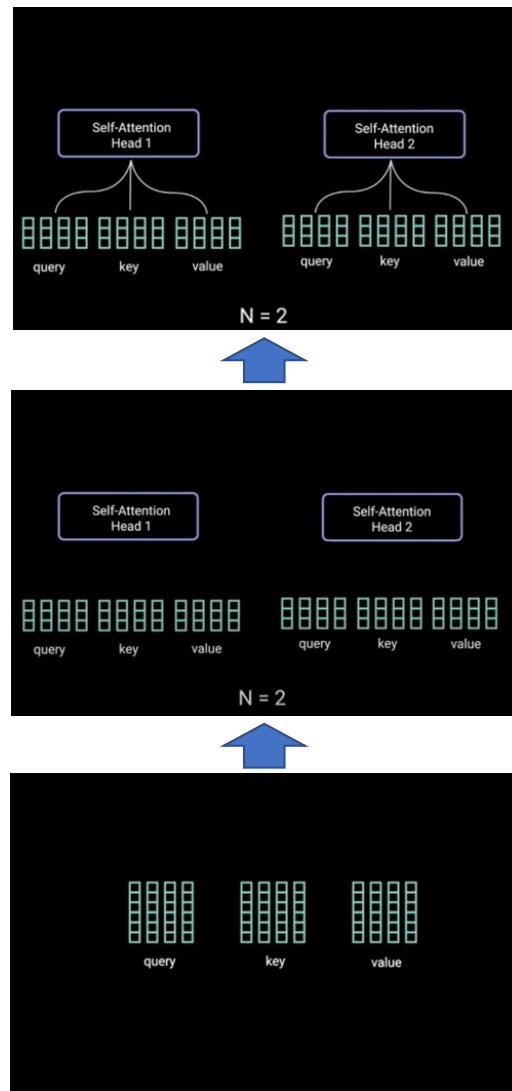 Self-Attention
Head 1
Self-Attention
Head 2
query key value
query key value
N = 2
Self-Attention
Head 1
Self-Attention
Head 2
query key value
query key value
N = 2
query key value